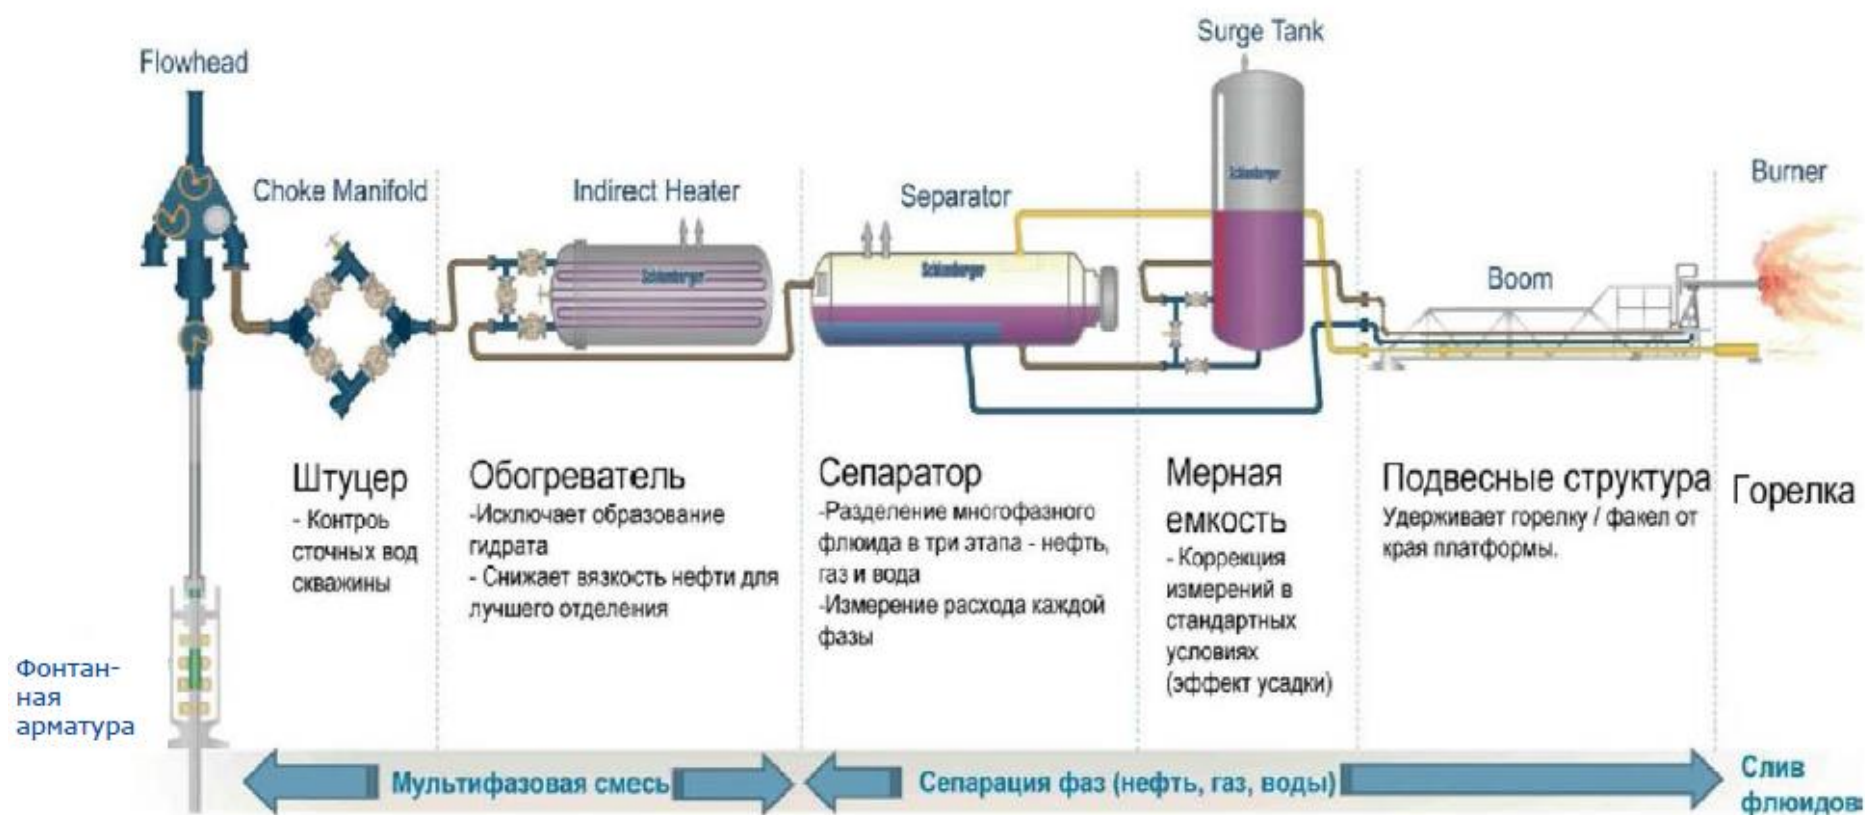 Surge Tank
Flowhead
Burner
Choke Manifold
Indirect Heater
Separator
Schlumberger
Schlumberger
Schlumberger
Boom
Штуцер
- Контроь
сточных вод
скважины
Обогреватель
-Исключает образование
гидрата
- Снижает вязкость нефти для
лучшего отделения
Сепаратор
-Разделение многофазного
флюида в три этапа - нефть,
газ и вода
-Измерение расхода каждой
фазы
Мерная
емкость
- Коррекция
измерений в
стандартных
условиях
(эффект усадки)
Подвесные структура
Удерживает горелку / факел от
края платформы.
Горелка
Фонтан-
ная
арматура
Мультифазовая смесь
Сепарация фаз (нефть, газ, воды)
Слив
флюидов